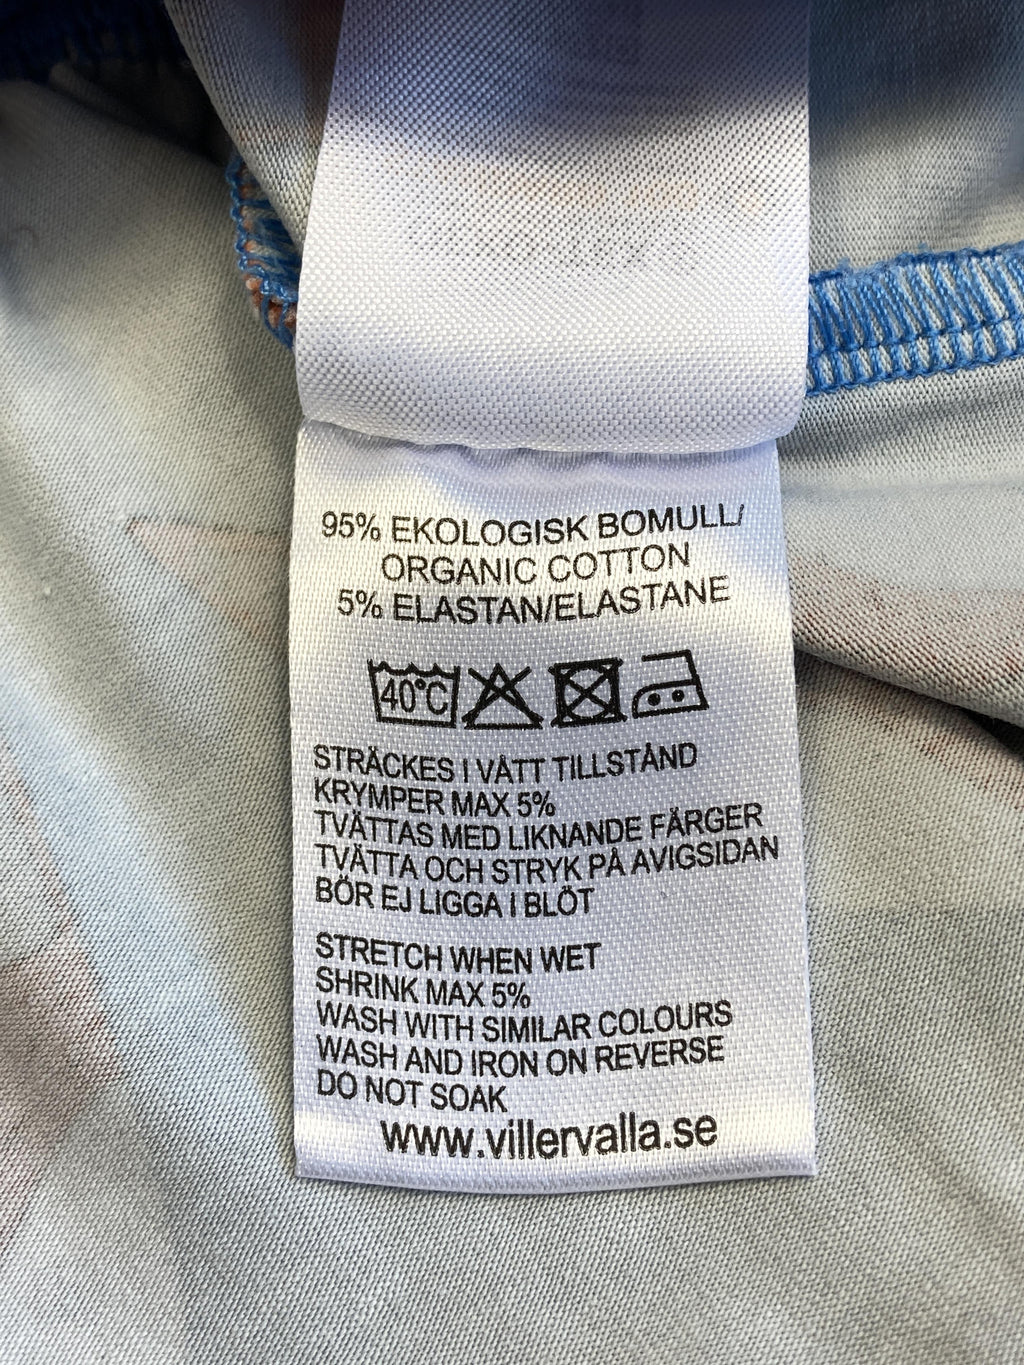 95% EKOLOGISK BOMULL/
ORGANIC COTTON
5% ELASTAN/ELASTANE
40°C
STRÄCKES I VÅTT TILLSTÅND
KRYMPER MAX 5%
TVÄTTAS MED LIKNANDE FÄRGER
TVÄTTA OCH STRYK PÅ AVIGSIDAN
BÖR EJ LIGGA I BLÖT
STRETCH WHEN WET
SHRINK MAX 5%
WASH WITH SIMILAR COLOURS
WASH AND IRON ON REVERSE
DO NOT SOAK
www.villervalla.se